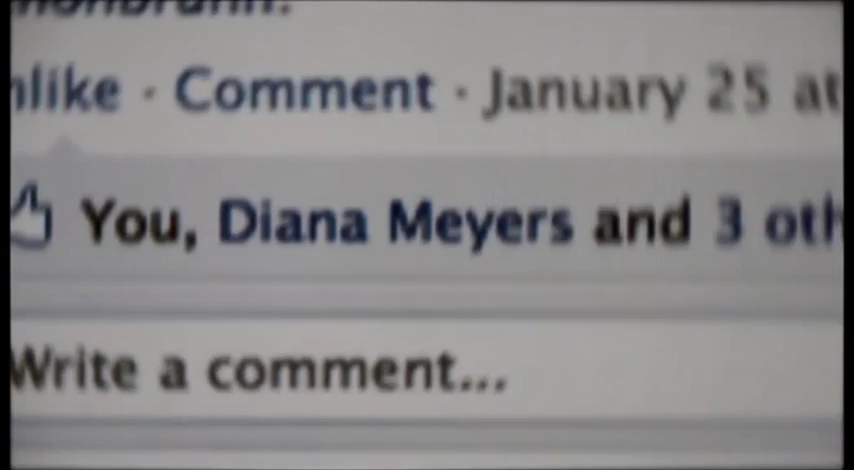 nlike · Comment · January 25 at
You, Diana Meyers and 3 oth
Write a comment...